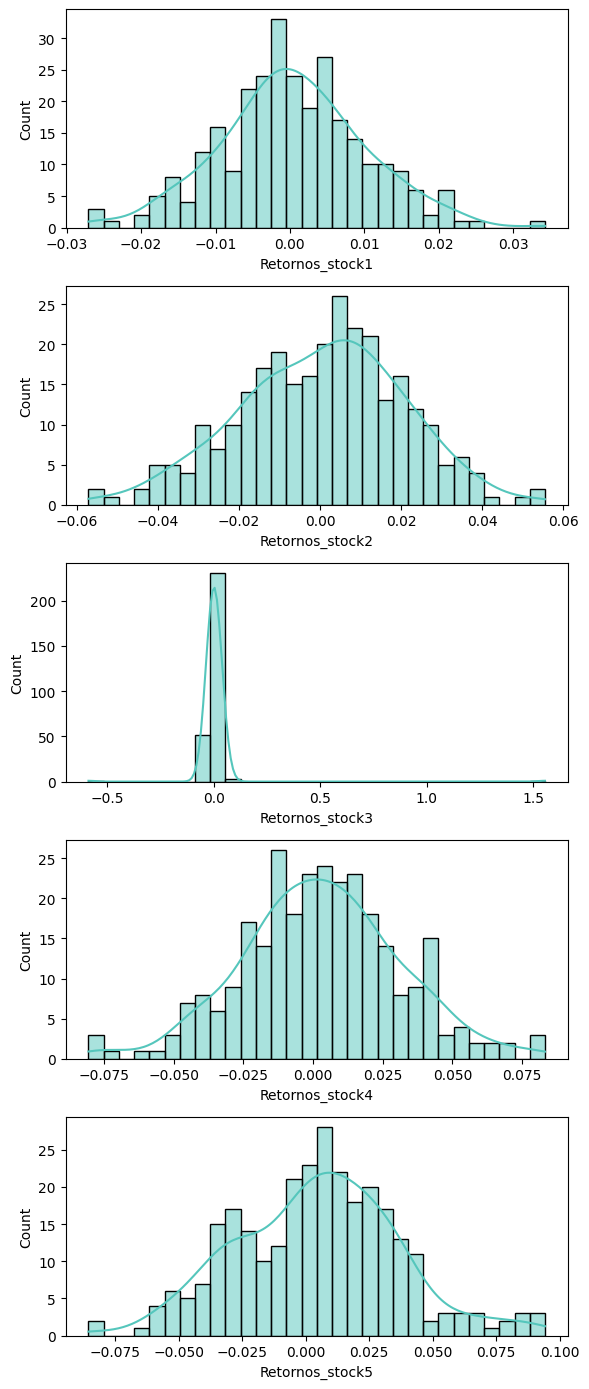 Count
30
25
20
15
10
5
0
−0.03 −0.02 −0.01 0.00 0.01 0.02 0.03
Retornos_stock1
Count
25
20
15
10
5
0
−0.06 −0.04 −0.02 0.00 0.02 0.04 0.06
Retornos_stock2
Count
200
150
100
50
0
−0.5 0.0 0.5 1.0 1.5
Retornos_stock3
Count
25
20
15
10
5
0
−0.075 −0.050 −0.025 0.000 0.025 0.050 0.075
Retornos_stock4
Count
25
20
15
10
5
0
−0.075 −0.050 −0.025 0.000 0.025 0.050 0.075 0.100
Retornos_stock5